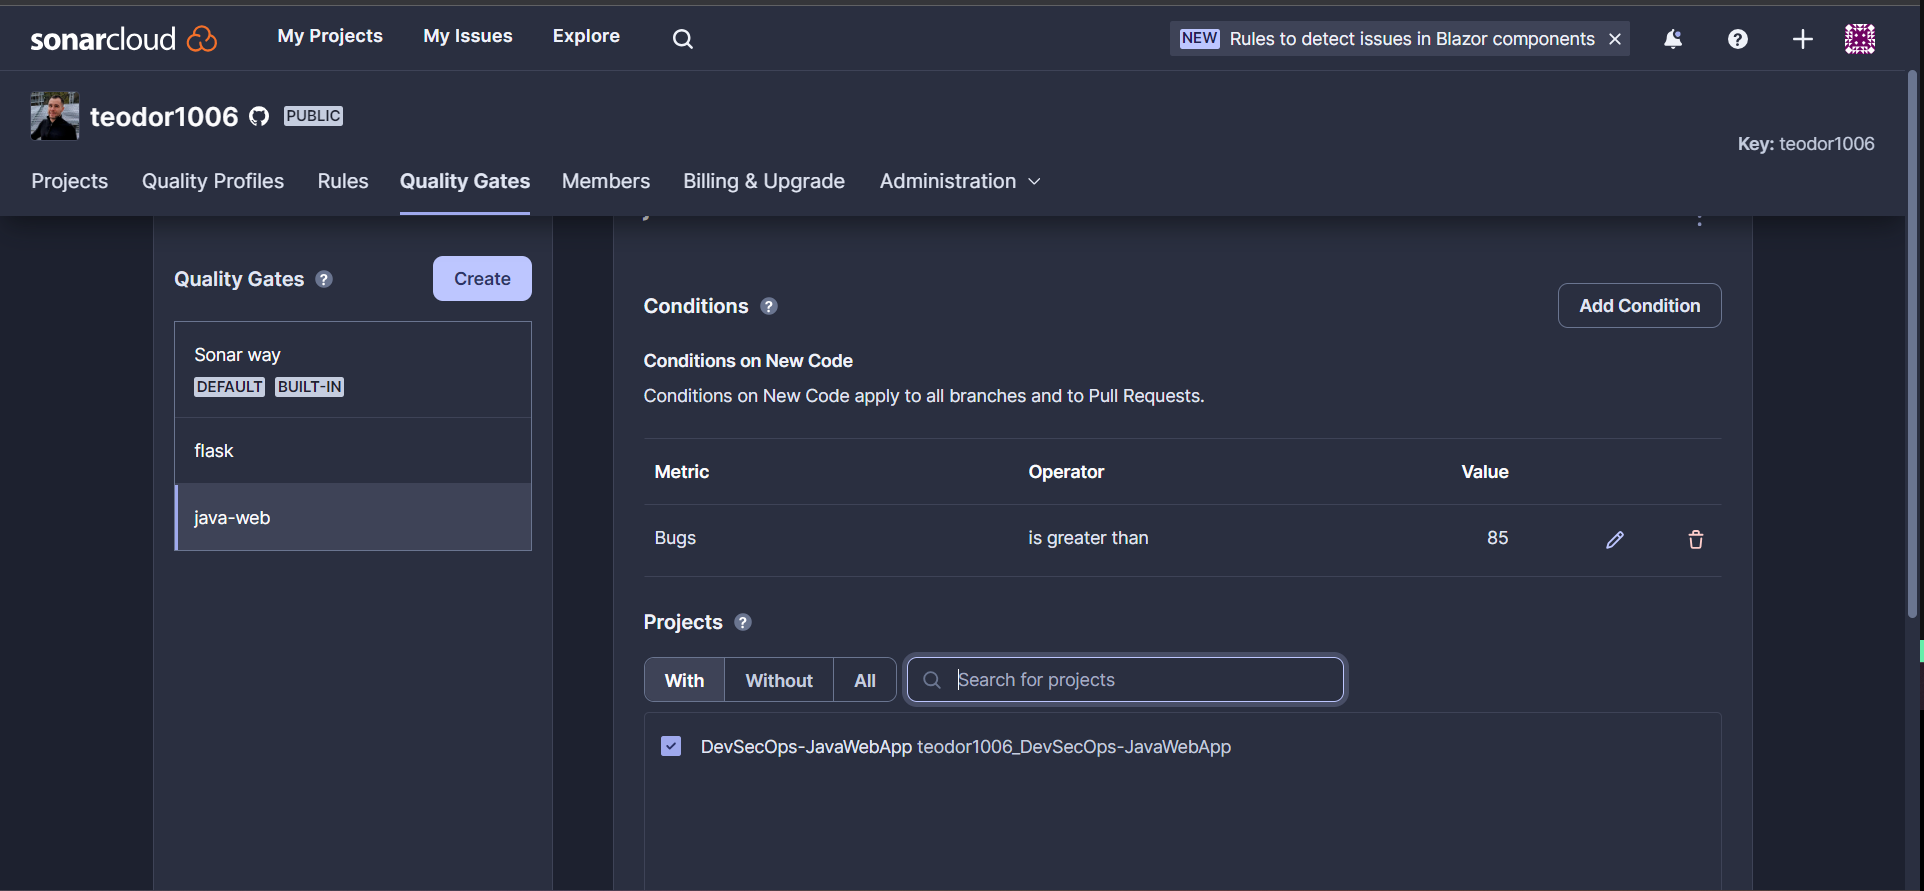 sonarcloud My Projects My Issues Explore NEW Rules to detect issues in Blazor components
teodor1006 PUBLIC
Key: teodor1006
Projects Quality Profiles Rules Quality Gates Members Billing & Upgrade Administration
Quality Gates ? Create
Sonar way
DEFAULT BUILT-IN
flask
java-web
Conditions ? Add Condition
Conditions on New Code
Conditions on New Code apply to all branches and to Pull Requests.
Metric Operator Value
Bugs is greater than 85
Projects ?
With Without All Search for projects
DevSecOps-JavaWebApp teodor1006_DevSecOps-JavaWebApp